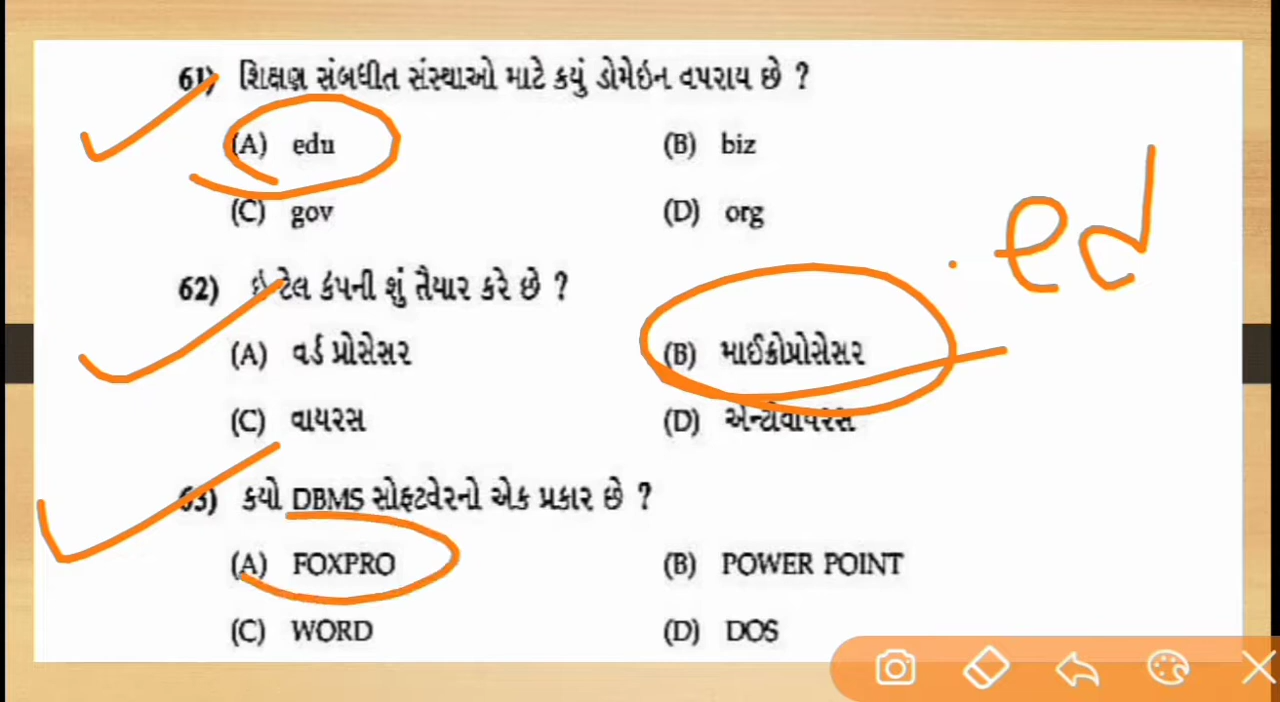 61) શિક્ષણ સંબધીત સંસ્થાઓ માટે કયું ડોમેઇન વપરાય છે ?
(A) edu (B) biz
(C) gov (D) org
.ed
62) ઇન્ટેલ કંપની શું તૈયાર કરે છે ?
(A) વર્ડ પ્રોસેસર (B) માઈક્રોપ્રોસેસર
(C) વાયરસ (D) એન્ટીવાયરસ
63) કયો DBMS સોફ્ટવેરનો એક પ્રકાર છે ?
(A) FOXPRO (B) POWER POINT
(C) WORD (D) DOS